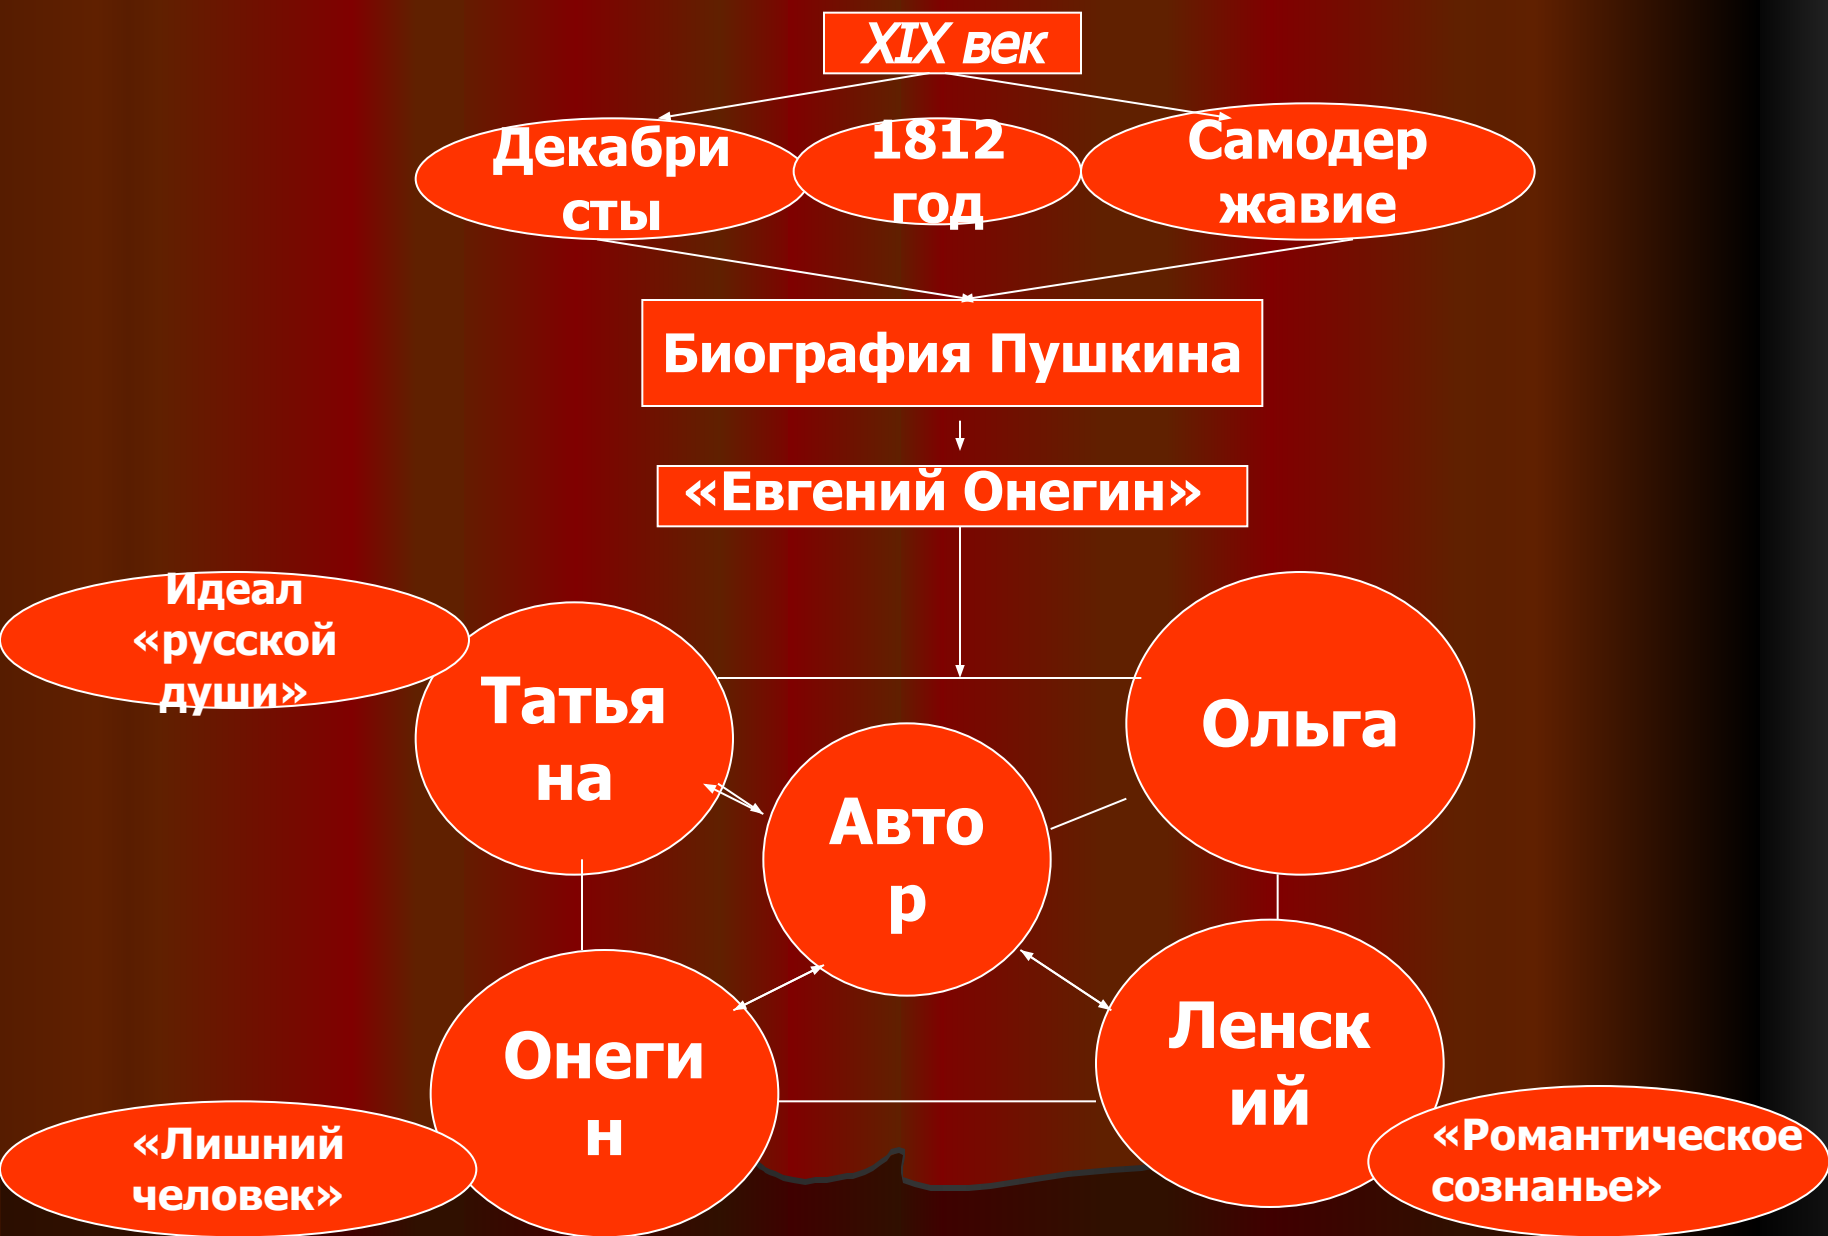 XIX век
Декабри
сты
1812
год
Самодер
жавие
Биография Пушкина
«Евгений Онегин»
Идеал
«русской
души»
Татья
на
Ольга
Авто
р
Онеги
н
Ленск
ий
«Лишний
человек»
«Романтическое
сознанье»